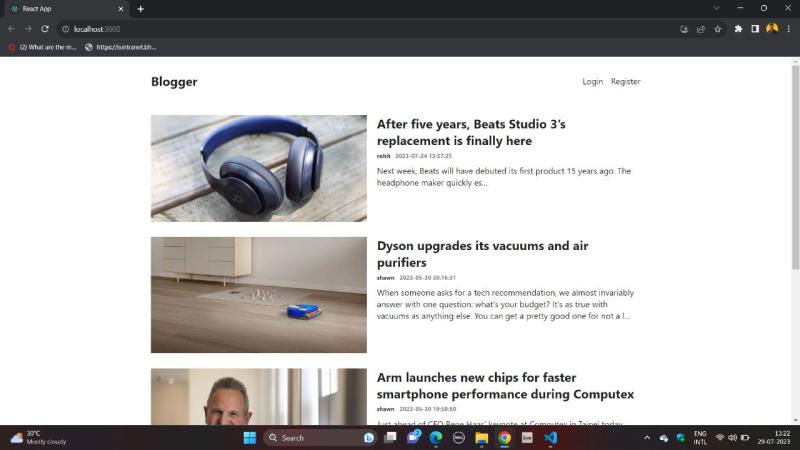 React App
localhost:3000
(2) What are the m...
https://isintranet.bh...
Blogger
Login Register
After five years, Beats Studio 3's
replacement is finally here
rohit 2023-07-24 13:57:25
Next week, Beats will have debuted its first product 15 years ago. The
headphone maker quickly es...
Dyson upgrades its vacuums and air
purifiers
shawn 2023-05-30 20:16:31
When someone asks for a tech recommendation, we almost invariably
answer with one question: what's your budget? It's as true with
vacuums as anything else. You can get a pretty good one for not a l...
Arm launches new chips for faster
smartphone performance during Computex
shawn 2023-05-30 19:59:50
Just ahead of CEO Rene Haas' keynote at Computex in Taipei today
30°C
Mostly cloudy
Search
ENG
INTL
13:22
29-07-2023